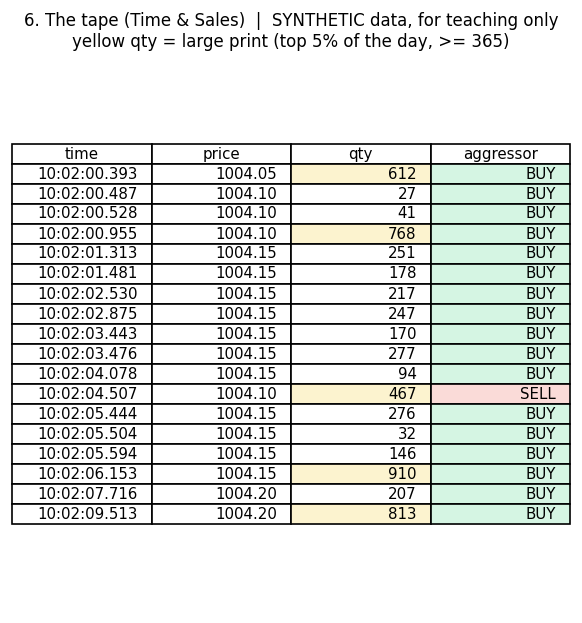 6. The tape (Time & Sales)  |  SYNTHETIC data, for teaching only
yellow qty = large print (top 5% of the day, >= 365)
time price qty aggressor
10:02:00.393 1004.05 612 BUY
10:02:00.487 1004.10 27 BUY
10:02:00.528 1004.10 41 BUY
10:02:00.955 1004.10 768 BUY
10:02:01.313 1004.15 251 BUY
10:02:01.481 1004.15 178 BUY
10:02:02.530 1004.15 217 BUY
10:02:02.875 1004.15 247 BUY
10:02:03.443 1004.15 170 BUY
10:02:03.476 1004.15 277 BUY
10:02:04.078 1004.15 94 BUY
10:02:04.507 1004.10 467 SELL
10:02:05.444 1004.15 276 BUY
10:02:05.504 1004.15 32 BUY
10:02:05.594 1004.15 146 BUY
10:02:06.153 1004.15 910 BUY
10:02:07.716 1004.20 207 BUY
10:02:09.513 1004.20 813 BUY